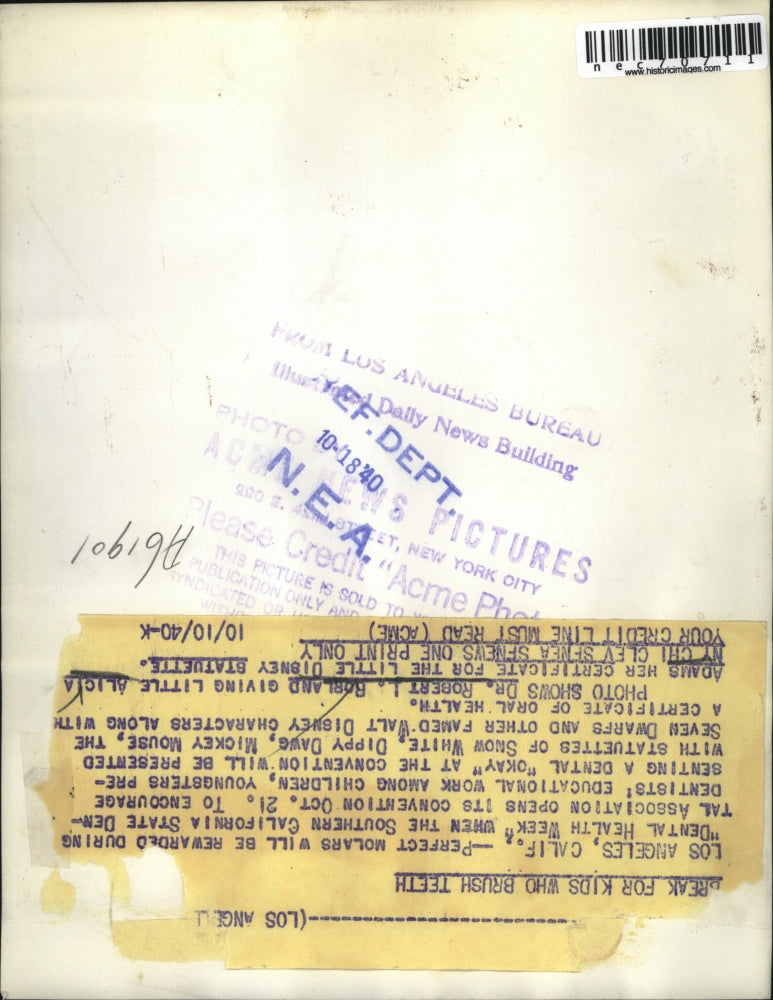 nec70711
www.historicimages.com
FROM LOS ANGELES BUREAU
Illustrated Daily News Building
REF. DEPT.
10-18'40
N. E. A.
PHOTO
ACME NEWS PICTURES
220 E. 42ND STREET, NEW YORK CITY
Please Credit "Acme Phot
THIS PICTURE IS SOLD TO
PUBLICATION ONLY AND
SYNDICATED OR
WITHO
A61901
(LOS ANGEL
BREAK FOR KIDS WHO BRUSH TEETH
LOS ANGELES, CALIF., —PERFECT MOLARS WILL BE REWARDED DURING
"DENTAL HEALTH WEEK" WHEN THE SOUTHERN CALIFORNIA STATE DEN-
TAL ASSOCIATION OPENS ITS CONVENTION OCT. 21. TO ENCOURAGE
DENTISTS' EDUCATIONAL WORK AMONG CHILDREN, YOUNGSTERS PRE-
SENTING A DENTAL "OKAY" AT THE CONVENTION WILL BE PRESENTED
WITH STATUETTES OF SNOW WHITE, DIPPY DAWG, MICKEY MOUSE, THE
SEVEN DWARFS AND OTHER FAMED WALT DISNEY CHARACTERS ALONG WITH
A CERTIFICATE OF ORAL HEALTH.
PHOTO SHOWS DR. ROBERT L. BORLAND GIVING LITTLE ALICIA
ADAMS HER CERTIFICATE FOR THE LITTLE DISNEY STATUETTE.
NY CHI CLEV SFNEA SFNEWS ONE PRINT ONLY
YOUR CREDIT LINE MUST READ (ACME) 10/10/40-K